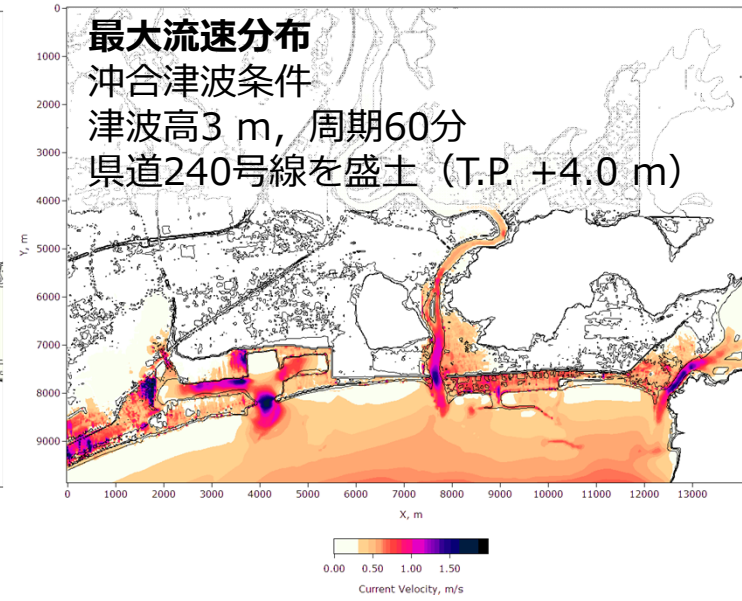 最大流速分布
沖合津波条件
津波高3 m，周期60分
県道240号線を盛土（T.P. +4.0 m）
0
1000
2000
3000
4000
5000
6000
7000
8000
9000
Y, m
0 1000 2000 3000 4000 5000 6000 7000 8000 9000 10000 11000 12000 13000
X, m
0.00 0.50 1.00 1.50
Current Velocity, m/s